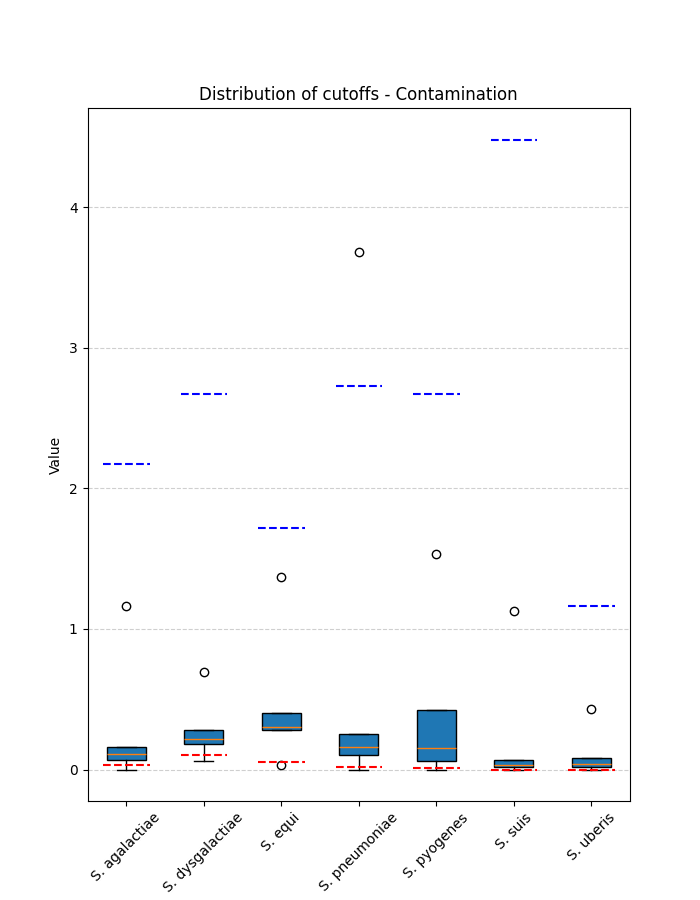 Distribution of cutoffs - Contamination
Value
4
3
2
1
0
S. agalactiae
S. dysgalactiae
S. equi
S. pneumoniae
S. pyogenes
S. suis
S. uberis